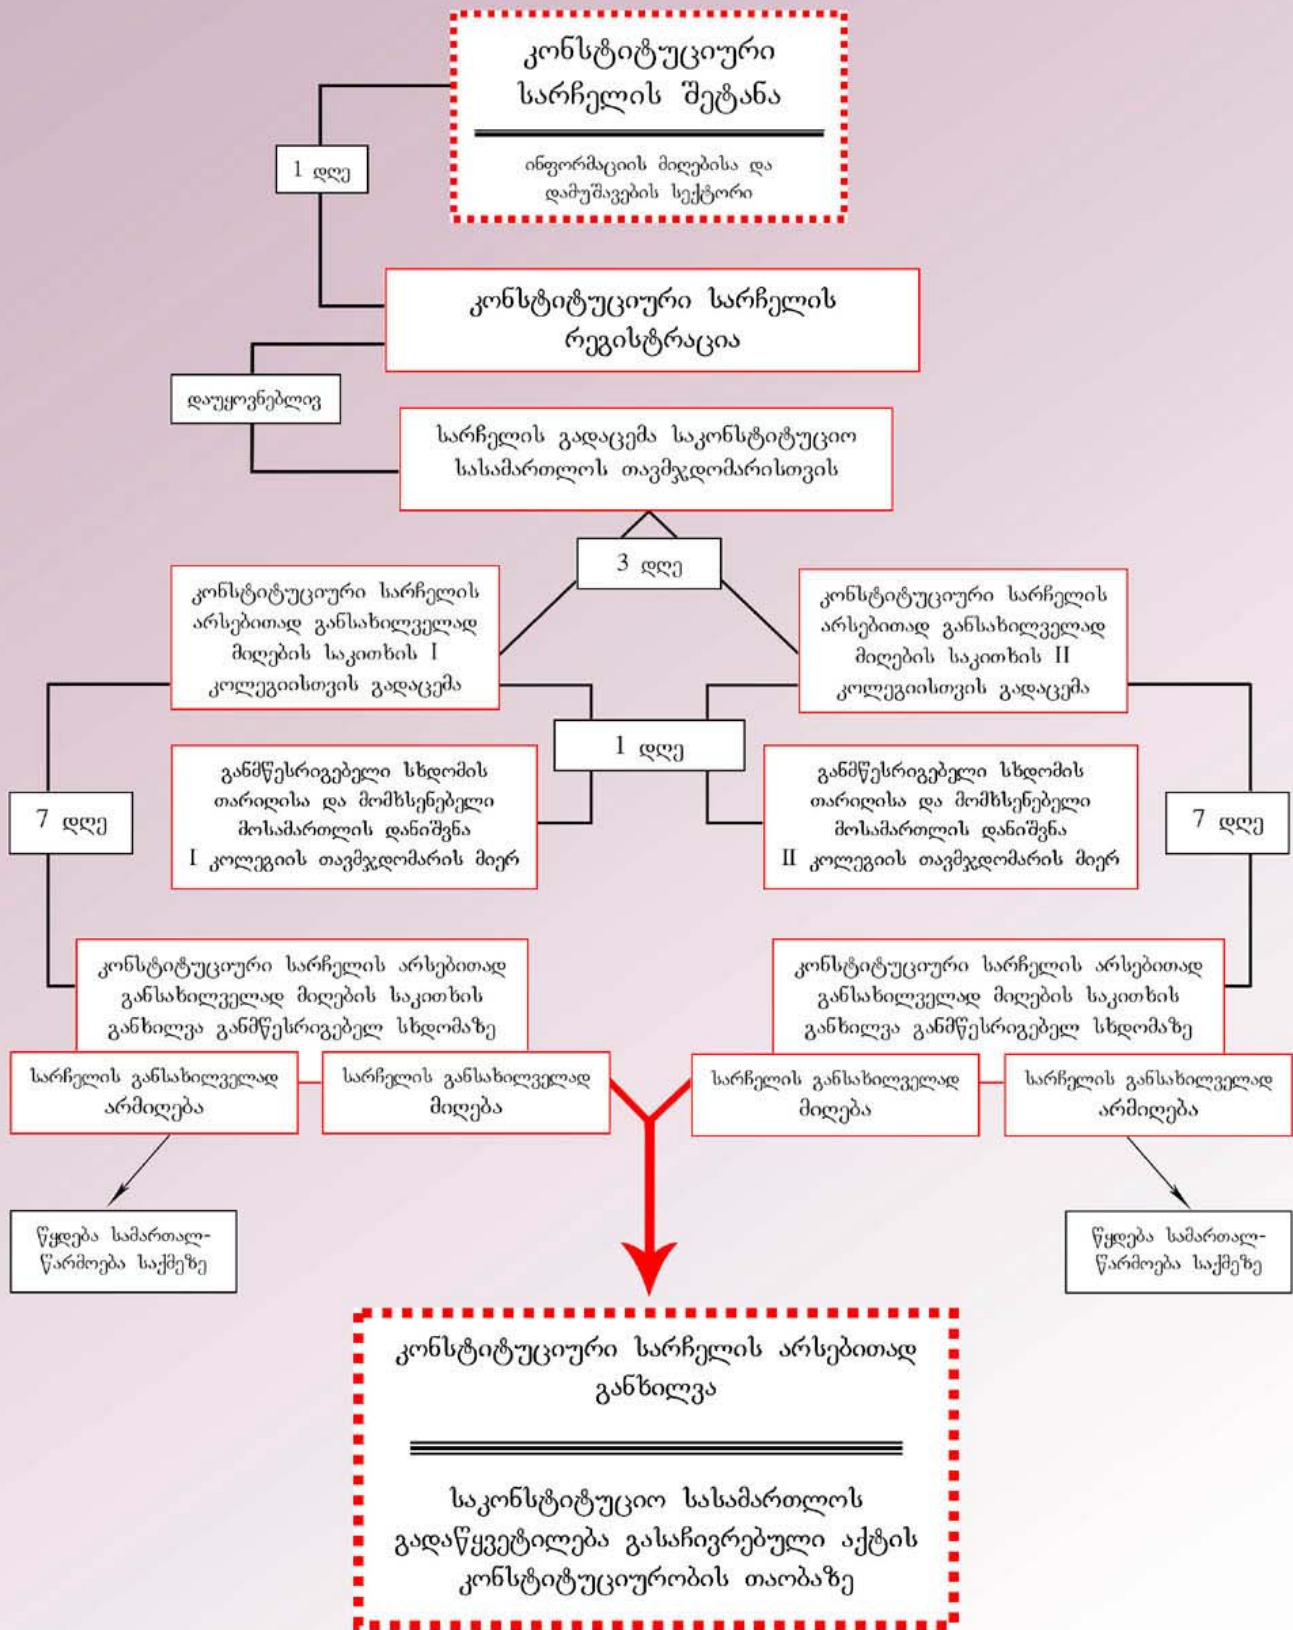 კონსტიტუციური
სარჩელის შეტანა
ინფორმაციის მიღებისა და
დამუშავების სექტორი
1 დღე
კონსტიტუციური სარჩელის
რეგისტრაცია
დაუყოვნებლივ
სარჩელის გადაცემა საკონსტიტუციო
სასამართლოს თავმჯდომარისთვის
3 დღე
კონსტიტუციური სარჩელის
არსებითად განსახილველად
მიღების საკითხის I
კოლეგიისთვის გადაცემა
კონსტიტუციური სარჩელის
არსებითად განსახილველად
მიღების საკითხის II
კოლეგიისთვის გადაცემა
1 დღე
განმწესრიგებელი სხდომის
თარიღისა და მომხსენებელი
მოსამართლის დანიშვნა
I კოლეგიის თავმჯდომარის მიერ
განმწესრიგებელი სხდომის
თარიღისა და მომხსენებელი
მოსამართლის დანიშვნა
II კოლეგიის თავმჯდომარის მიერ
7 დღე
7 დღე
კონსტიტუციური სარჩელის არსებითად
განსახილველად მიღების საკითხის
განხილვა განმწესრიგებელ სხდომაზე
კონსტიტუციური სარჩელის არსებითად
განსახილველად მიღების საკითხის
განხილვა განმწესრიგებელ სხდომაზე
სარჩელის განსახილველად
არმიღება
სარჩელის განსახილველად
მიღება
სარჩელის განსახილველად
მიღება
სარჩელის განსახილველად
არმიღება
წყდება სამართალ-
წარმოება საქმეზე
წყდება სამართალ-
წარმოება საქმეზე
კონსტიტუციური სარჩელის არსებითად
განხილვა
საკონსტიტუციო სასამართლოს
გადაწყვეტილება გასაჩივრებული აქტის
კონსტიტუციურობის თაობაზე